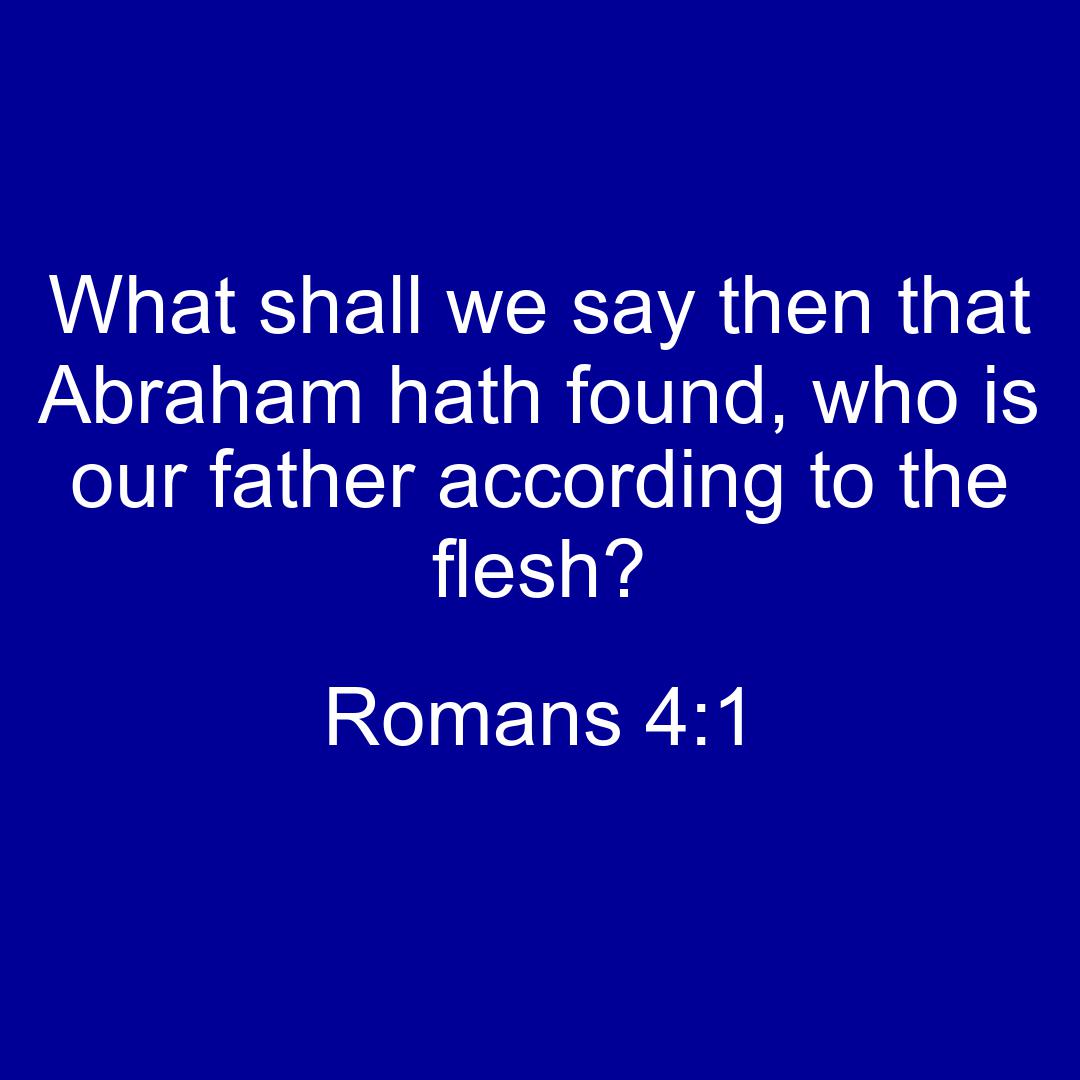 What shall we say then that
Abraham hath found, who is
our father according to the
flesh?
Romans 4:1